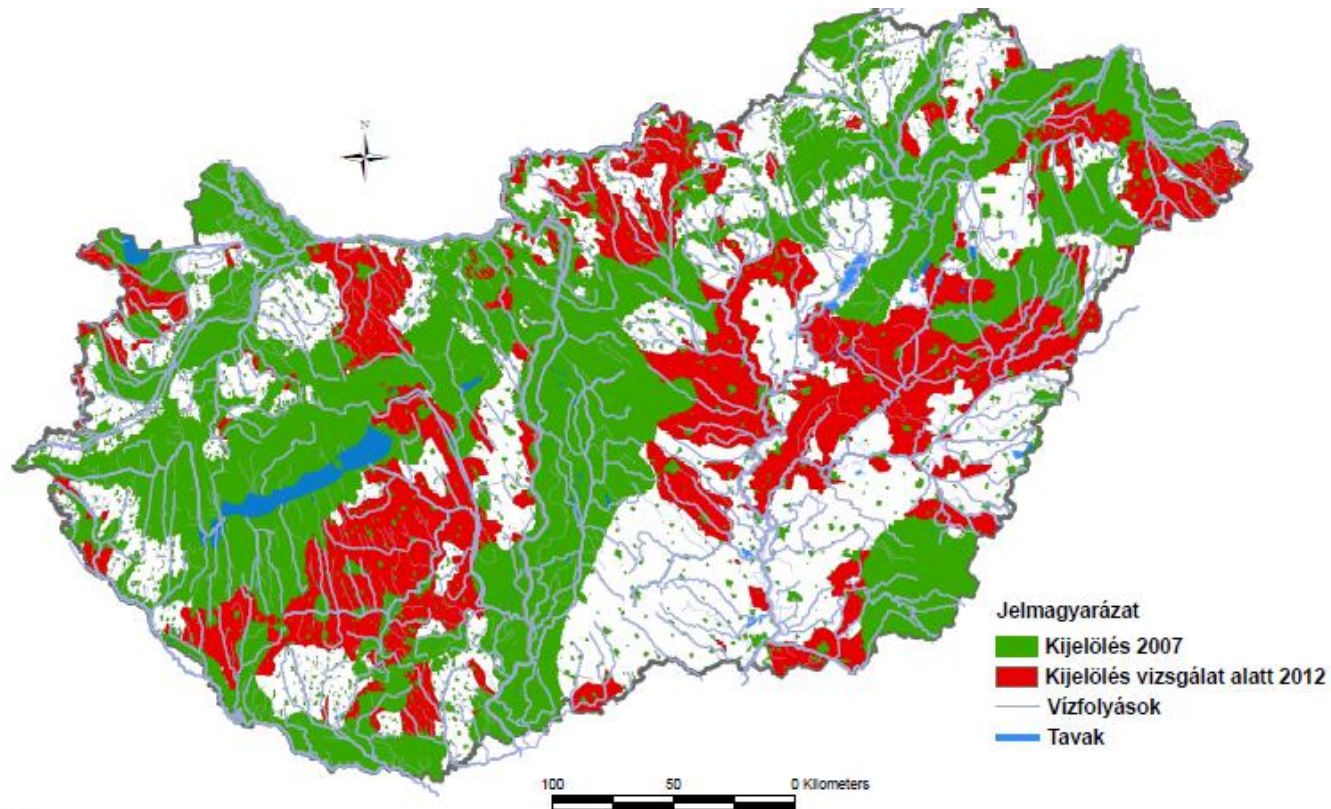 N
Jelmagyarázat
Kijelölés 2007
Kijelölés vizsgálat alatt 2012
Vízfolyások
Tavak
100 50 0 Kilometers